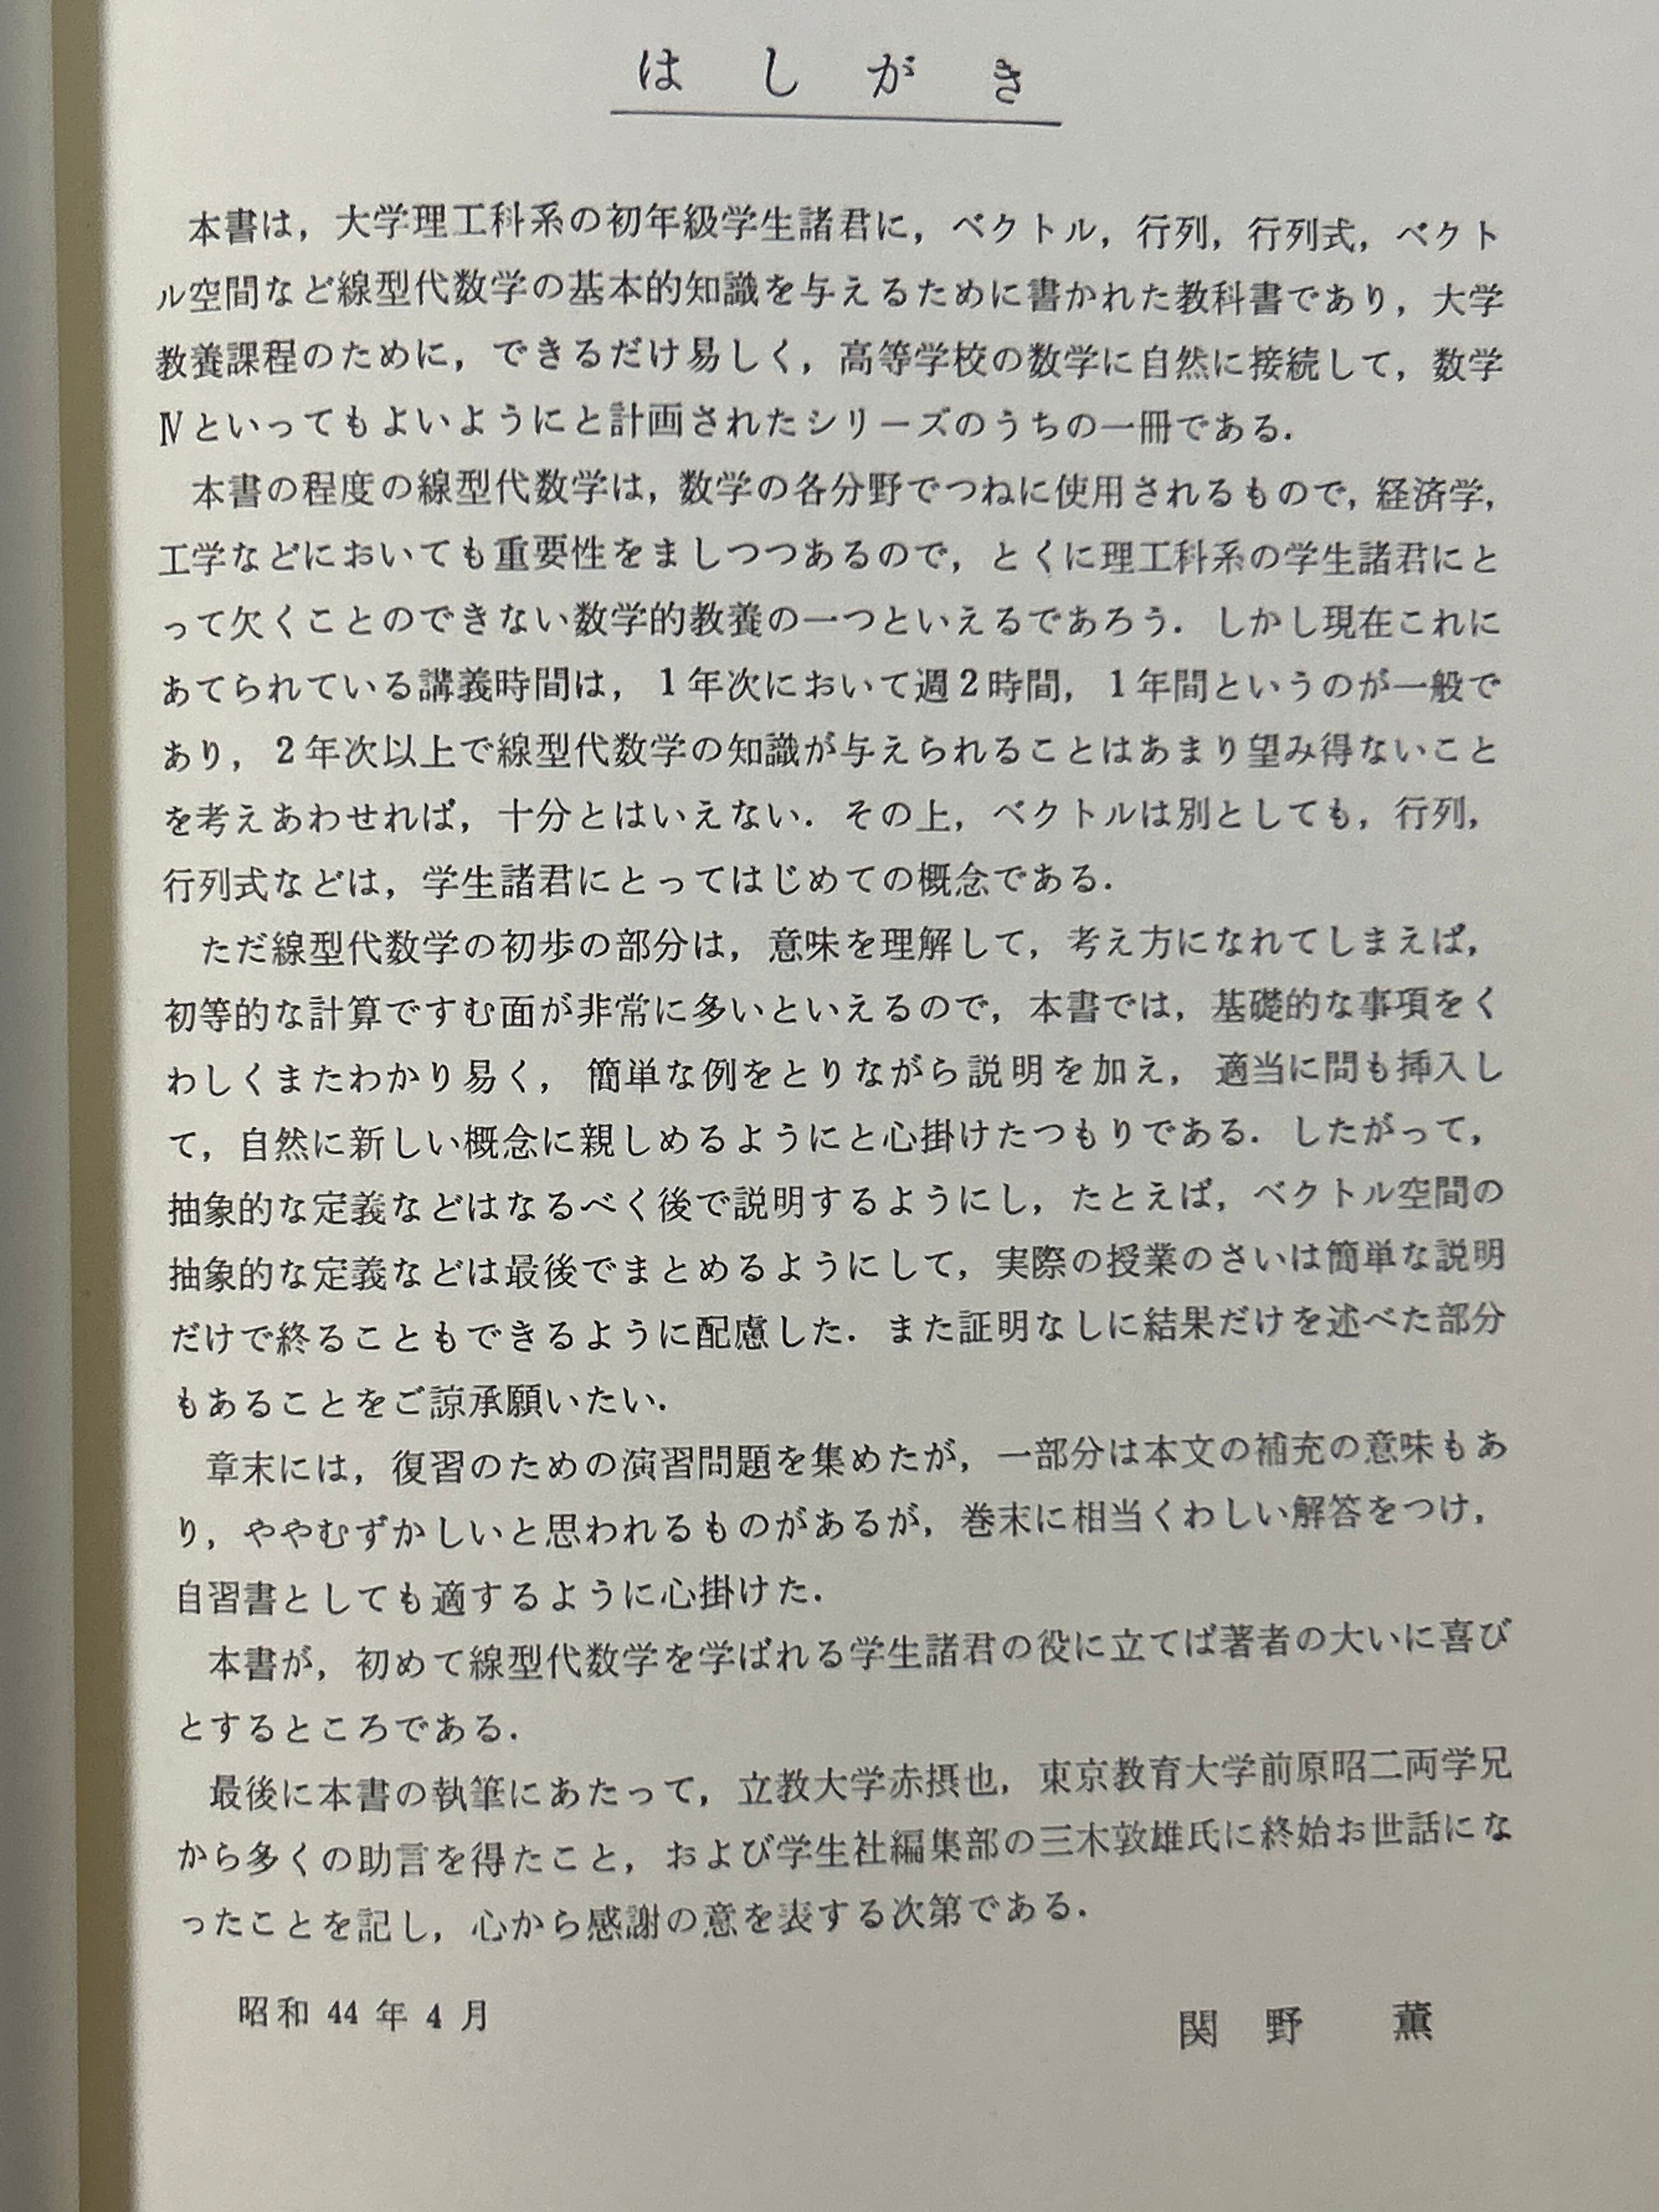 はしがき
本書は，大学理工科系の初年級学生諸君に，ベクトル，行列，行列式，ベクト
ル空間など線型代数学の基本的知識を与えるために書かれた教科書であり，大学
教養課程のために，できるだけ易しく，高等学校の数学に自然に接続して，数学
Ⅳといってもよいようにと計画されたシリーズのうちの一冊である．
本書の程度の線型代数学は，数学の各分野でつねに使用されるもので，経済学，
工学などにおいても重要性をましつつあるので，とくに理工科系の学生諸君にと
って欠くことのできない数学的教養の一つといえるであろう．しかし現在これに
あてられている講義時間は，1年次において週2時間，1年間というのが一般で
あり，2年次以上で線型代数学の知識が与えられることはあまり望み得ないこと
を考えあわせれば，十分とはいえない．その上，ベクトルは別としても，行列，
行列式などは，学生諸君にとってはじめての概念である．
ただ線型代数学の初歩の部分は，意味を理解して，考え方になれてしまえば，
初等的な計算ですむ面が非常に多いといえるので，本書では，基礎的な事項をく
わしくまたわかり易く，簡単な例をとりながら説明を加え，適当に問も挿入し
て，自然に新しい概念に親しめるようにと心掛けたつもりである．したがって，
抽象的な定義などはなるべく後で説明するようにし，たとえば，ベクトル空間の
抽象的な定義などは最後でまとめるようにして，実際の授業のさいは簡単な説明
だけで終ることもできるように配慮した．また証明なしに結果だけを述べた部分
もあることをご諒承願いたい．
章末には，復習のための演習問題を集めたが，一部分は本文の補充の意味もあ
り，ややむずかしいと思われるものがあるが，巻末に相当くわしい解答をつけ，
自習書としても適するように心掛けた．
本書が，初めて線型代数学を学ばれる学生諸君の役に立てば著者の大いに喜び
とするところである．
最後に本書の執筆にあたって，立教大学赤摂也，東京教育大学前原昭二両学兄
から多くの助言を得たこと，および学生社編集部の三木敦雄氏に終始お世話にな
ったことを記し，心から感謝の意を表する次第である．
昭和 44 年 4 月
関野 薫